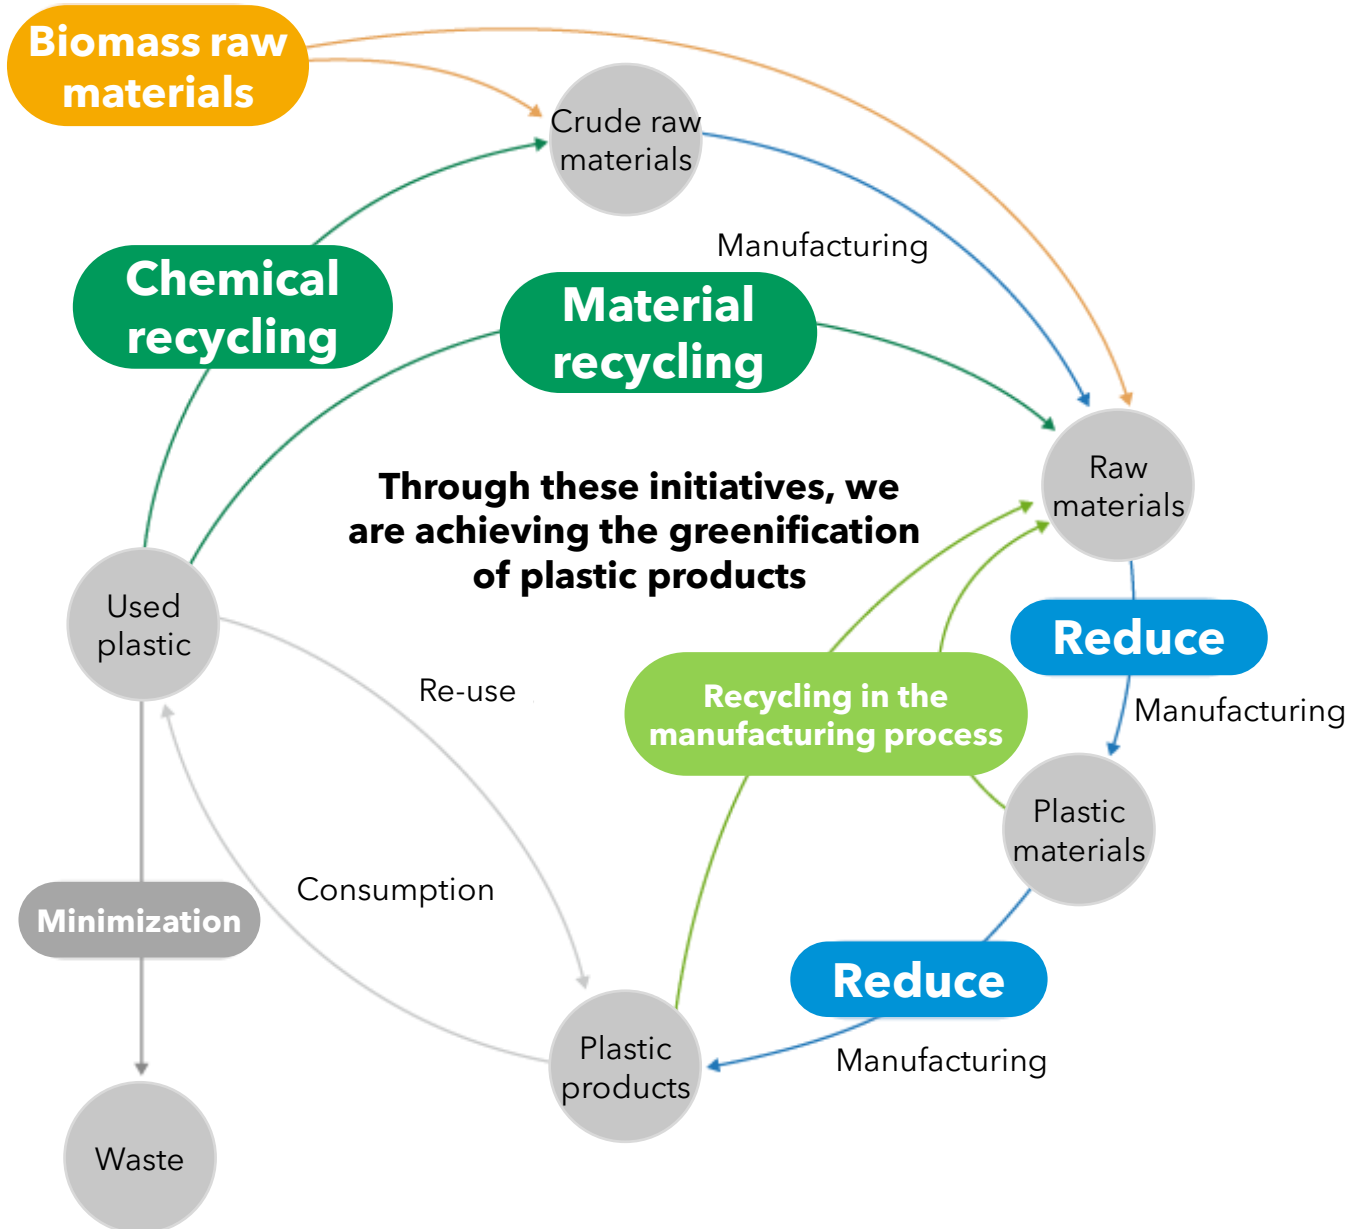 Biomass raw
materials
Crude raw
materials
Manufacturing
Chemical
recycling
Material
recycling
Through these initiatives, we
are achieving the greenification
of plastic products
Raw
materials
Used
plastic
Reduce
Re-use
Recycling in the
manufacturing process
Manufacturing
Plastic
materials
Consumption
Minimization
Reduce
Plastic
products
Manufacturing
Waste